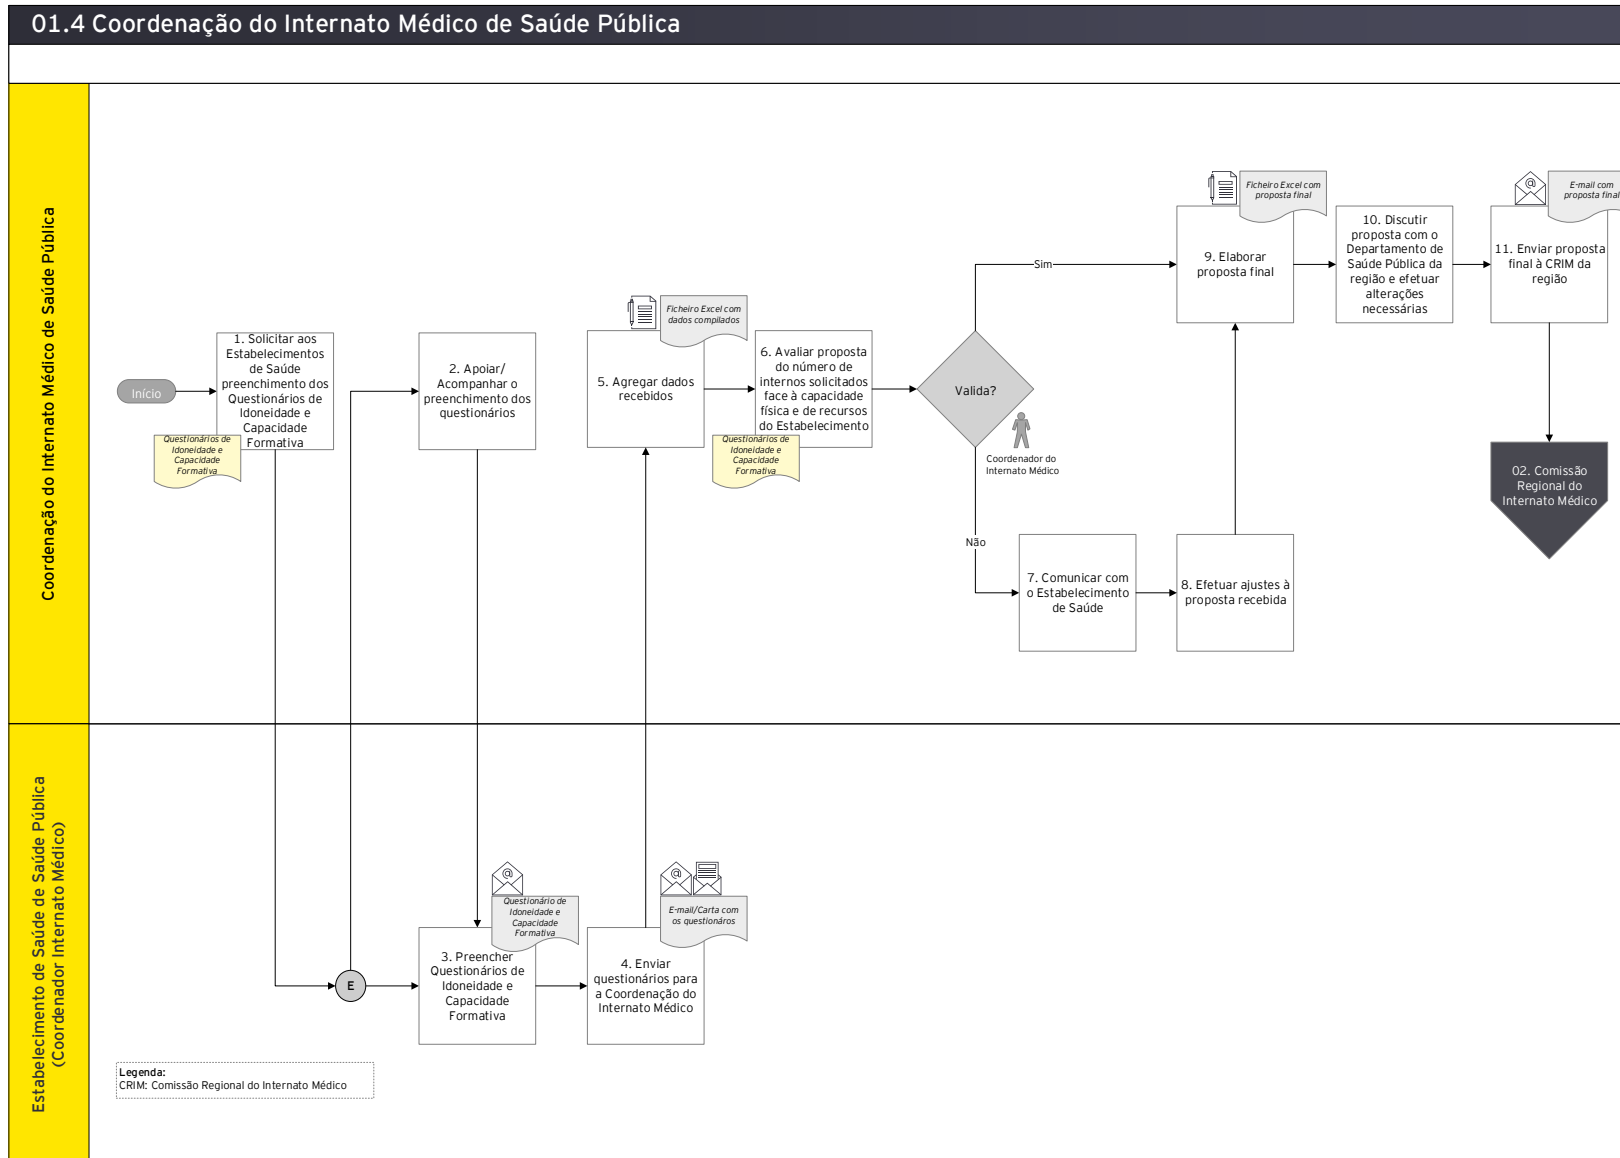 01.4 Coordenação do Internato Médico de Saúde Pública
Coordenação do Internato Médico de Saúde Pública
Início
1. Solicitar aos
Estabelecimentos
de Saúde
preenchimento dos
Questionários de
Idoneidade e
Capacidade
Formativa
Questionários de
Idoneidade e
Capacidade
Formativa
2. Apoiar/
Acompanhar o
preenchimento dos
questionários
Ficheiro Excel com
dados compilados
5. Agregar dados
recebidos
6. Avaliar proposta
do número de
internos solicitados
face à capacidade
física e de recursos
do Estabelecimento
Questionários de
Idoneidade e
Capacidade
Formativa
Valida?
Coordenador do
Internato Médico
Sim
Não
7. Comunicar com
o Estabelecimento
de Saúde
8. Efetuar ajustes à
proposta recebida
Ficheiro Excel com
proposta final
9. Elaborar
proposta final
10. Discutir
proposta com o
Departamento de
Saúde Pública da
região e efetuar
alterações
necessárias
@
E-mail com
proposta final
11. Enviar proposta
final à CRIM da
região
02. Comissão
Regional do
Internato Médico
Estabelecimento de Saúde de Saúde Pública
(Coordenador Internato Médico)
E
@
Questionário de
Idoneidade e
Capacidade
Formativa
3. Preencher
Questionários de
Idoneidade e
Capacidade
Formativa
@
E-mail/Carta com
os questionáros
4. Enviar
questionários para
a Coordenação do
Internato Médico
Legenda:
CRIM: Comissão Regional do Internato Médico